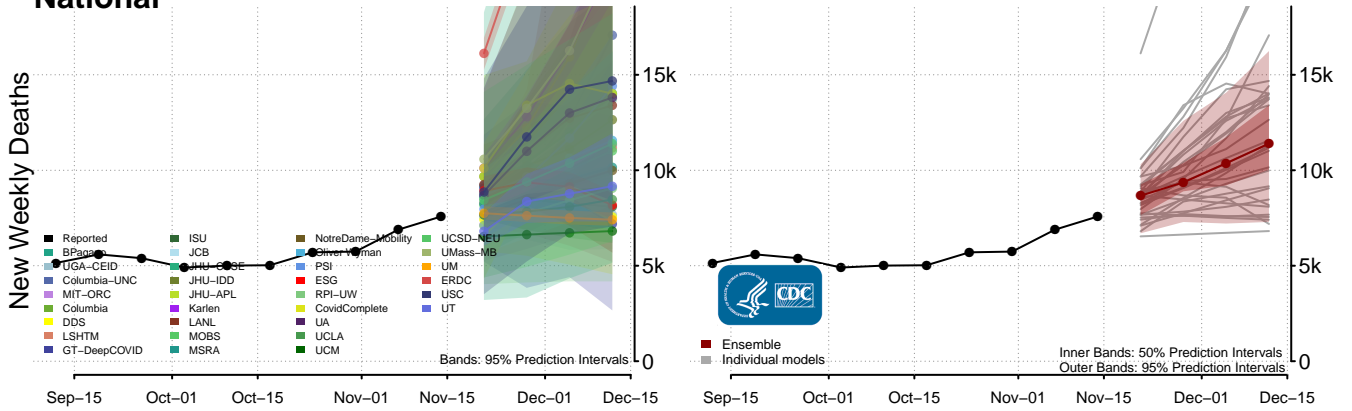 National
New Weekly Deaths
15k
10k
5k
0
Reported
BPagano
UGA−CEID
Columbia−UNC
MIT−ORC
Columbia
DDS
LSHTM
GT−DeepCOVID
ISU
JCB
JHU−CSSE
JHU−IDD
JHU−APL
Karlen
LANL
MOBS
MSRA
NotreDame−Mobility
Oliver Wyman
PSI
ESG
RPI−UW
CovidComplete
UA
UCLA
UCM
UCSD−NEU
UMass−MB
UM
ERDC
USC
UT
Bands: 95% Prediction Intervals
Sep−15 Oct−01 Oct−15 Nov−01 Nov−15 Dec−01 Dec−15
15k
10k
5k
0
CDC
Ensemble
Individual models
Inner Bands: 50% Prediction Intervals
Outer Bands: 95% Prediction Intervals
Sep−15 Oct−01 Oct−15 Nov−01 Nov−15 Dec−01 Dec−15